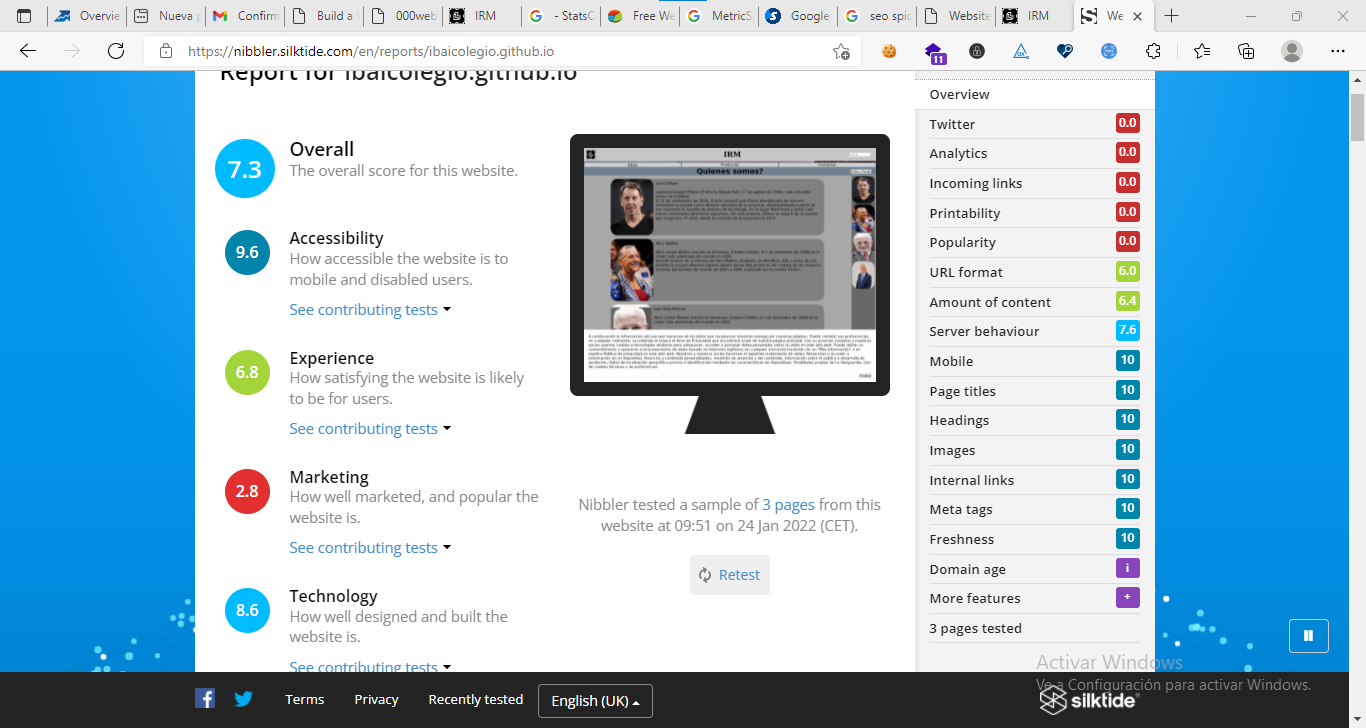 Overvie
Nueva p
Confirm
Build a
000web
IRM
- StatsC
Free We
MetricS
Google
seo spic
Website
IRM
We
https://nibbler.silktide.com/en/reports/ibaicolegio.github.io
11
Report for ibaicolegio.github.io
7.3
Overall
The overall score for this website.
9.6
Accessibility
How accessible the website is to
mobile and disabled users.
See contributing tests
6.8
Experience
How satisfying the website is likely
to be for users.
See contributing tests
2.8
Marketing
How well marketed, and popular the
website is.
See contributing tests
8.6
Technology
How well designed and built the
website is.
See contributing tests
IRM
Quienes somos?
Nibbler tested a sample of 3 pages from this
website at 09:51 on 24 Jan 2022 (CET).
Retest
Overview
Twitter 0.0
Analytics 0.0
Incoming links 0.0
Printability 0.0
Popularity 0.0
URL format 6.0
Amount of content 6.4
Server behaviour 7.6
Mobile 10
Page titles 10
Headings 10
Images 10
Internal links 10
Meta tags 10
Freshness 10
Domain age i
More features +
3 pages tested
Activar Windows
Ve a Configuración para activar Windows.
Terms
Privacy
Recently tested
English (UK)
silktide